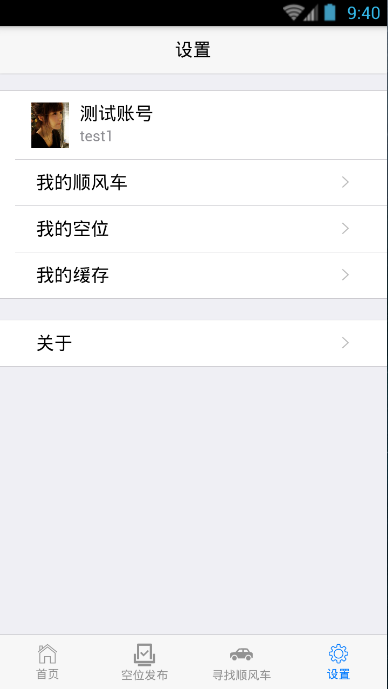 9:40
设置
测试账号
test1
我的顺风车
我的空位
我的缓存
关于
首页
空位发布
寻找顺风车
设置